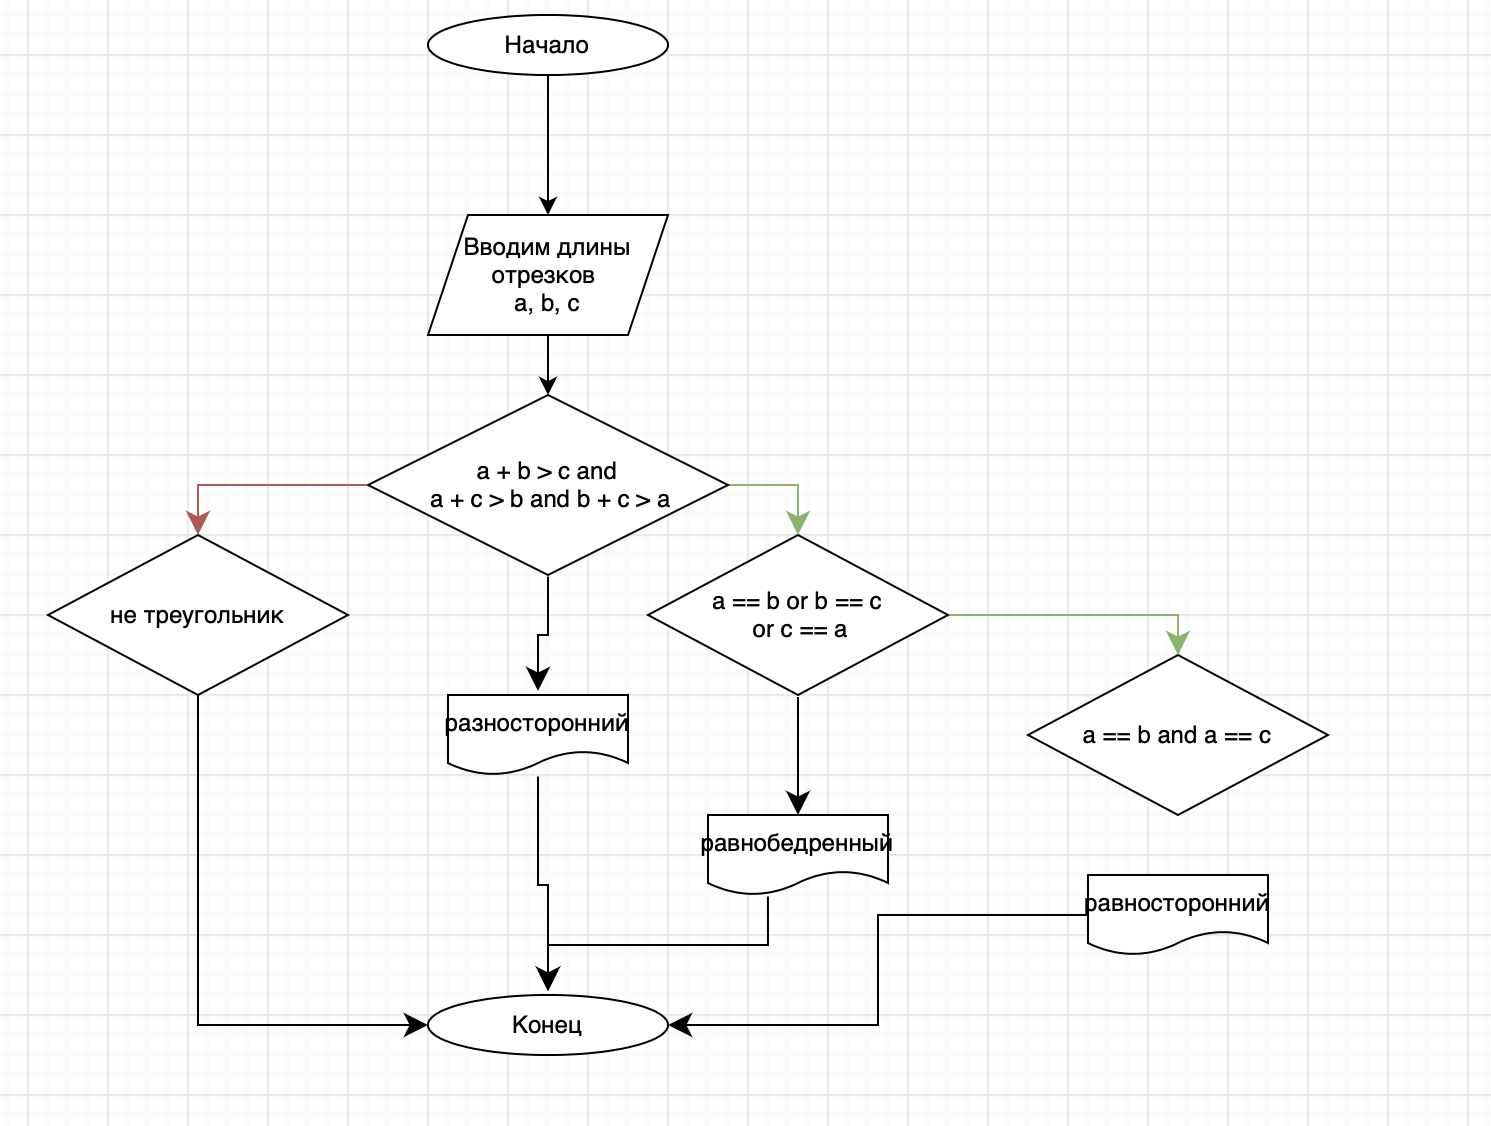 Начало
Вводим длины
отрезков
a, b, c
a + b > c and
a + c > b and b + c > a
не треугольник
a == b or b == c
or c == a
разносторонний
a == b and a == c
равнобедренный
равносторонний
Конец